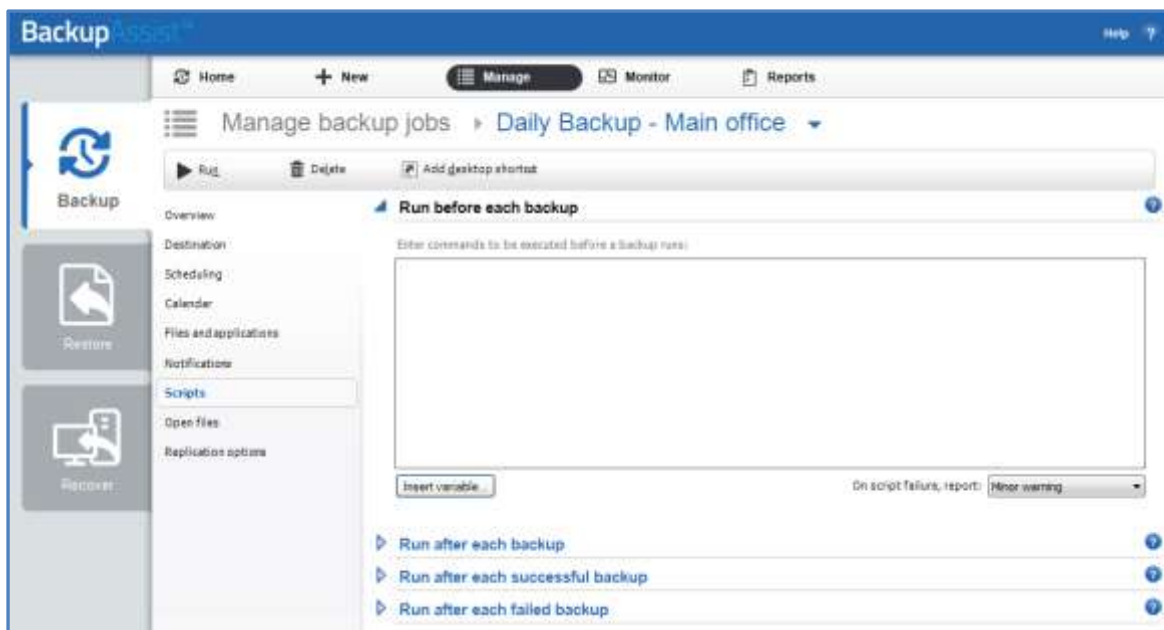 BackupAssist™
Help ?
Home
New
Manage
Monitor
Reports
Manage backup jobs
Daily Backup - Main office
Run
Delete
Add desktop shortcut
Backup
Restore
Recover
Overview
Destination
Scheduling
Calendar
Files and applications
Notifications
Scripts
Open files
Replication options
Run before each backup ?
Enter commands to be executed before a backup runs:
Insert variable...
On script failure, report: Minor warning
Run after each backup ?
Run after each successful backup ?
Run after each failed backup ?